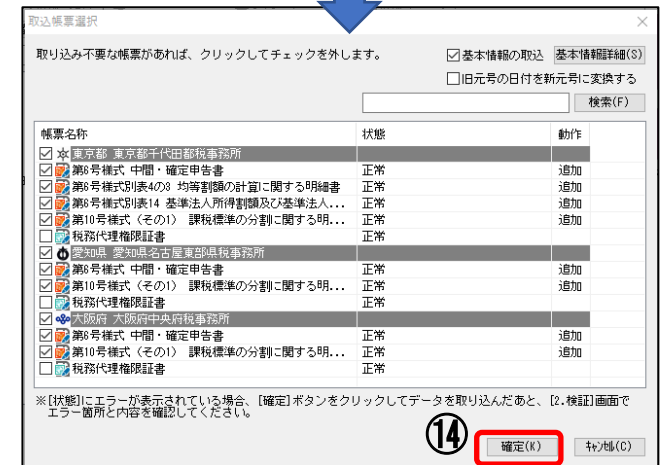 取込帳票選択
取り込み不要な帳票があれば、クリックしてチェックを外します。
基本情報の取込 基本情報詳細(S)
旧元号の日付を新元号に変換する
検索(F)
帳票名称 状態 動作
東京都 東京都千代田都税事務所
第6号様式 中間・確定申告書 正常 追加
第6号様式別表4の3 均等割額の計算に関する明細書 正常 追加
第6号様式別表14 基準法人所得割額及び基準法人... 正常 追加
第10号様式（その1） 課税標準の分割に関する明... 正常 追加
税務代理権限証書 正常
愛知県 愛知県名古屋東部県税事務所
第6号様式 中間・確定申告書 正常 追加
第10号様式（その1） 課税標準の分割に関する明... 正常 追加
税務代理権限証書 正常
大阪府 大阪府中央府税事務所
第6号様式 中間・確定申告書 正常 追加
第10号様式（その1） 課税標準の分割に関する明... 正常 追加
税務代理権限証書 正常
※[状態]にエラーが表示されている場合、[確定]ボタンをクリックしてデータを取り込んだあと、[2.検証]画面で
エラー箇所と内容を確認してください。
⑭ 確定(K) キャンセル(C)